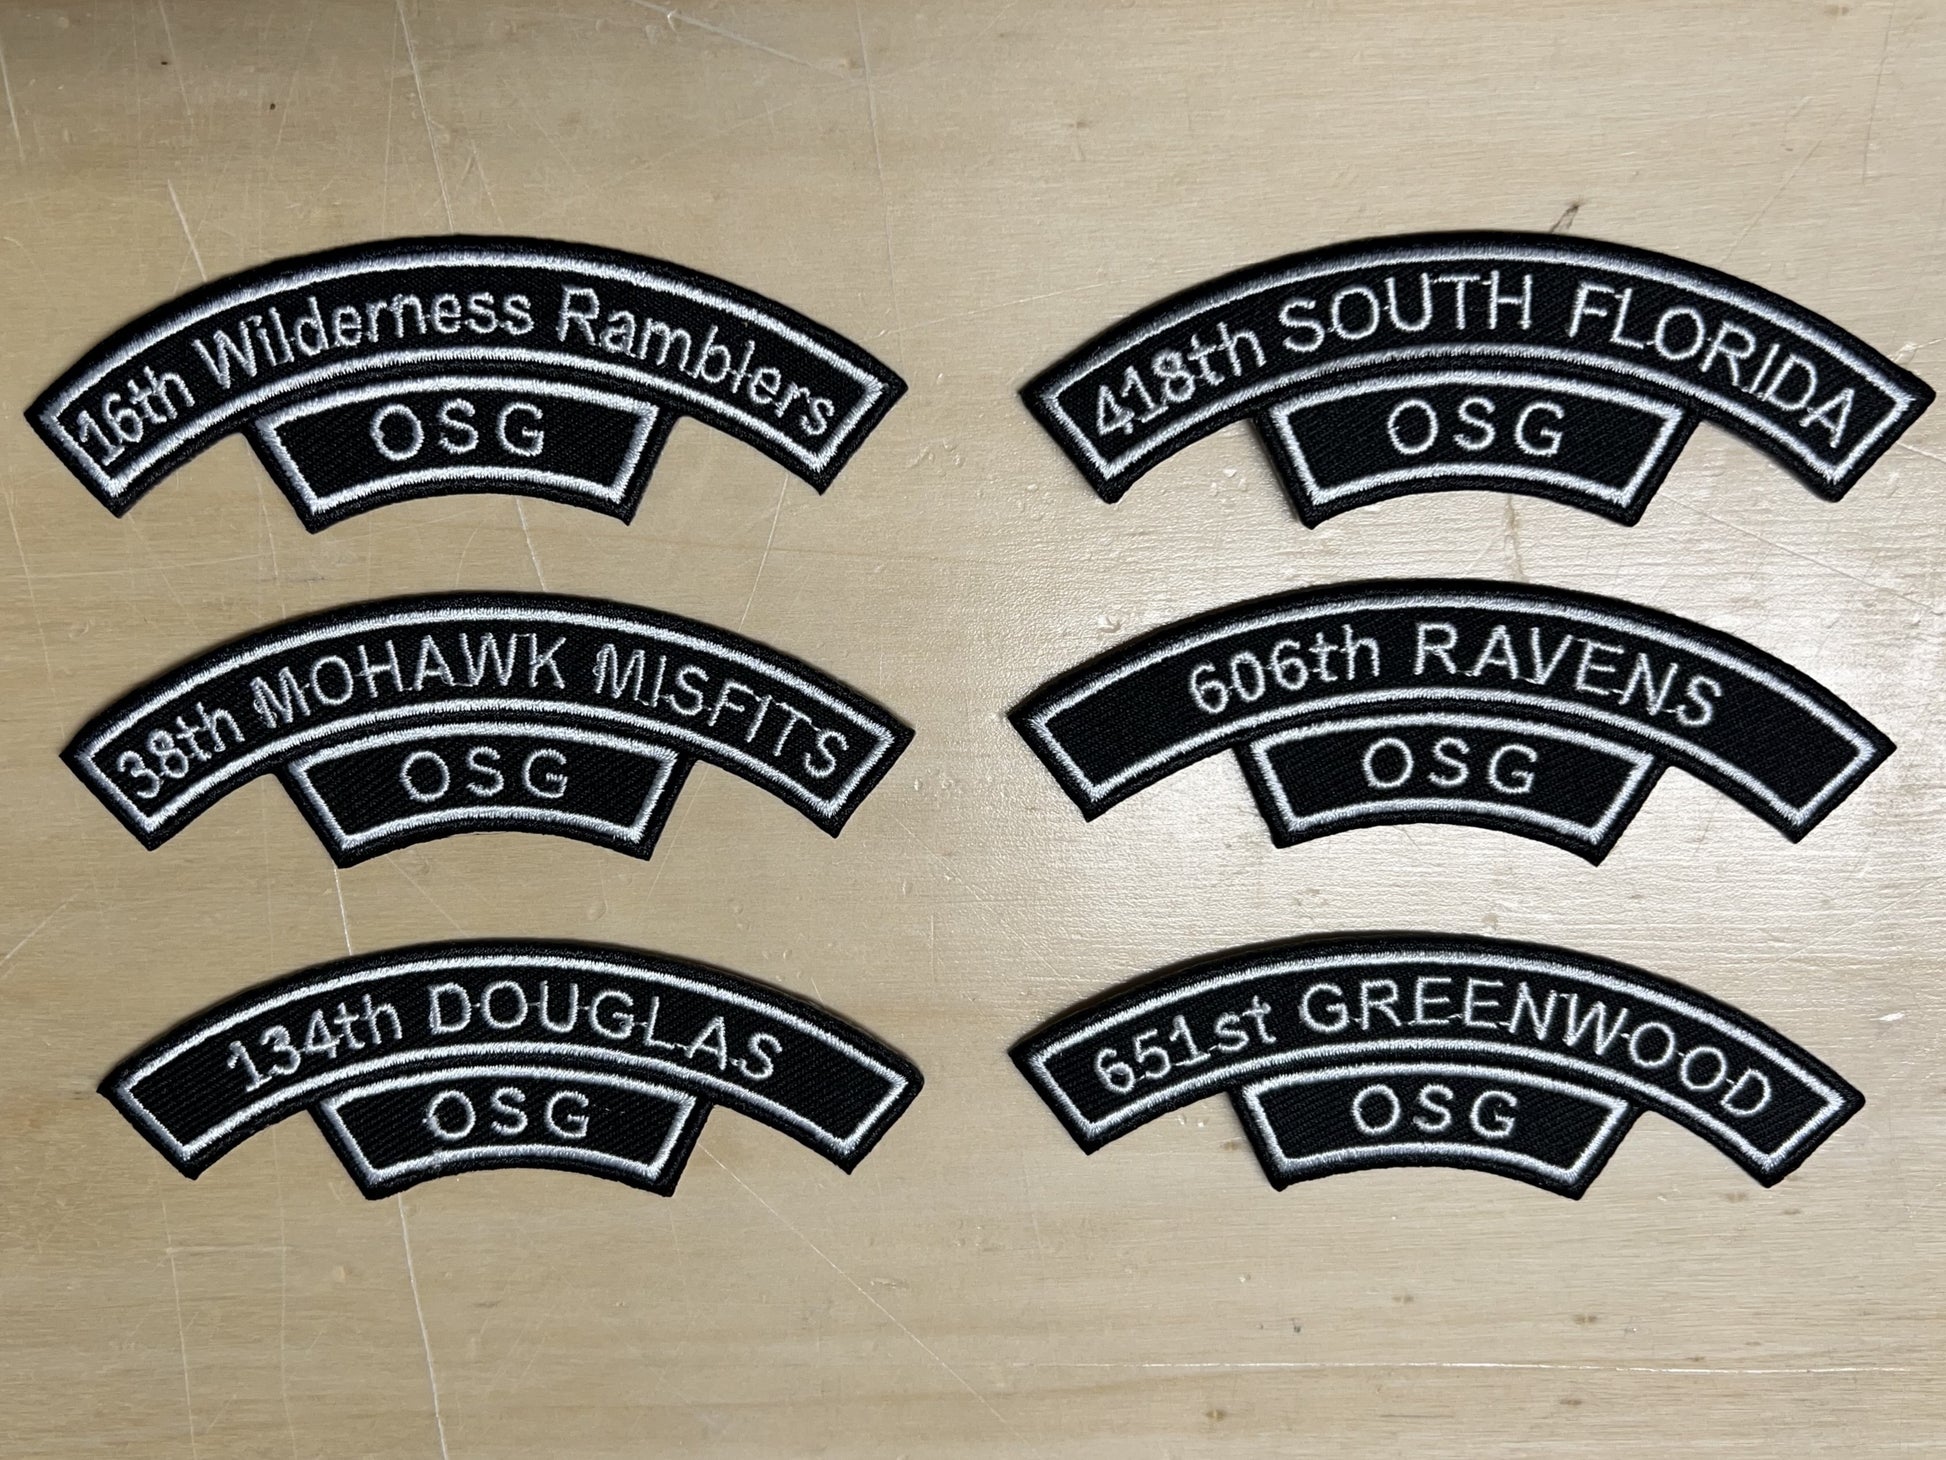 16th Wilderness Ramblers
OSG
418th SOUTH FLORIDA
OSG
38th MOHAWK MISFITS
OSG
606th RAVENS
OSG
134th DOUGLAS
OSG
651st GREENWOOD
OSG